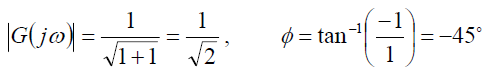 |G(jω)| = 1/√(1+1) = 1/√2 , ϕ = tan⁻¹(−1/1) = −45°